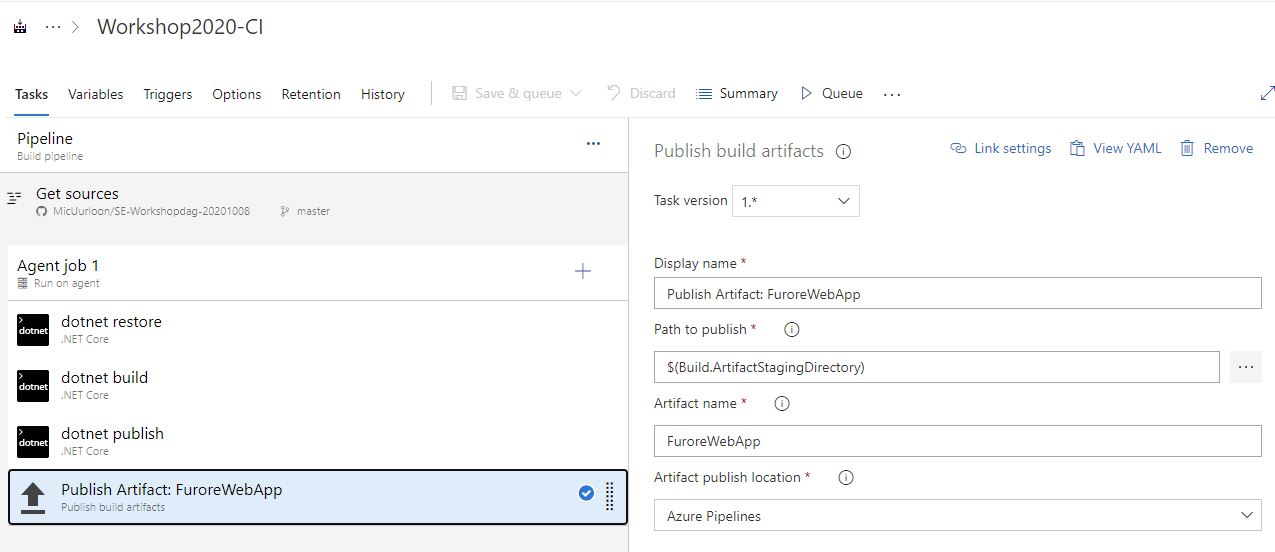 ··· > Workshop2020-CI
Tasks Variables Triggers Options Retention History Save & queue Discard Summary Queue ···
Pipeline ···
Build pipeline
Get sources
MicUurloon/SE-Workshopdag-20201008 master
Agent job 1 +
Run on agent
dotnet dotnet restore
.NET Core
dotnet dotnet build
.NET Core
dotnet dotnet publish
.NET Core
Publish Artifact: FuroreWebApp
Publish build artifacts
Publish build artifacts Link settings View YAML Remove
Task version 1.*
Display name *
Publish Artifact: FuroreWebApp
Path to publish *
$(Build.ArtifactStagingDirectory) ···
Artifact name *
FuroreWebApp
Artifact publish location *
Azure Pipelines